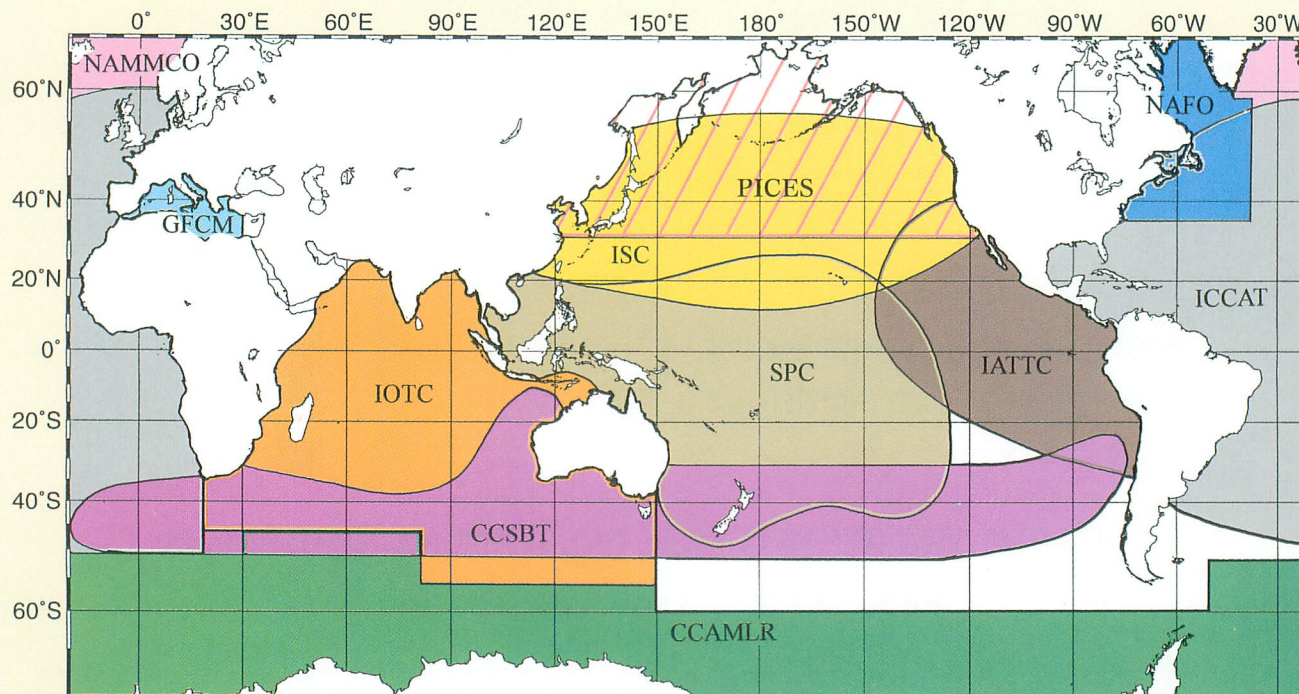 0° 30°E 60°E 90°E 120°E 150°E 180° -150°W -120°W 90°W 60°W 30°W
NAMMCO
60°N
NAFO
PICES
40°N
GFCM
ISC
20°N
ICCAT
0°
SPC
IATTC
IOTC
20°S
40°S
CCSBT
60°S
CCAMLR